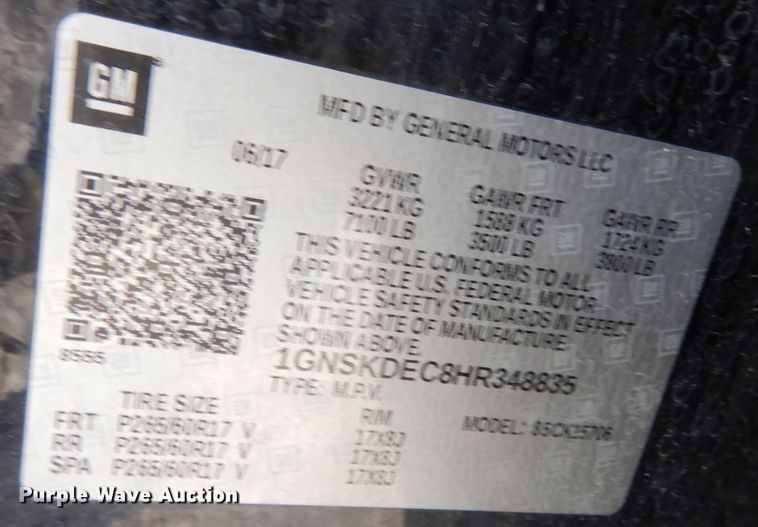 GM
MFD BY GENERAL MOTORS LLC
06/17
GVWR GAWR FRT GAWR RR
3221 KG 1588 KG 1724 KG
7100 LB 3500 LB 3800 LB
THIS VEHICLE CONFORMS TO ALL
APPLICABLE U.S. FEDERAL MOTOR
VEHICLE SAFETY STANDARDS IN EFFECT
ON THE DATE OF MANUFACTURE
SHOWN ABOVE.
1GNSKDEC8HR348835
TYPE: M.P.V.
MODEL:
TIRE SIZE RIM
FRT P265/60R17 V 17X8J
RR P265/60R17 V 17X8J
SPA P265/60R17 V 17X8J
Purple Wave Auction